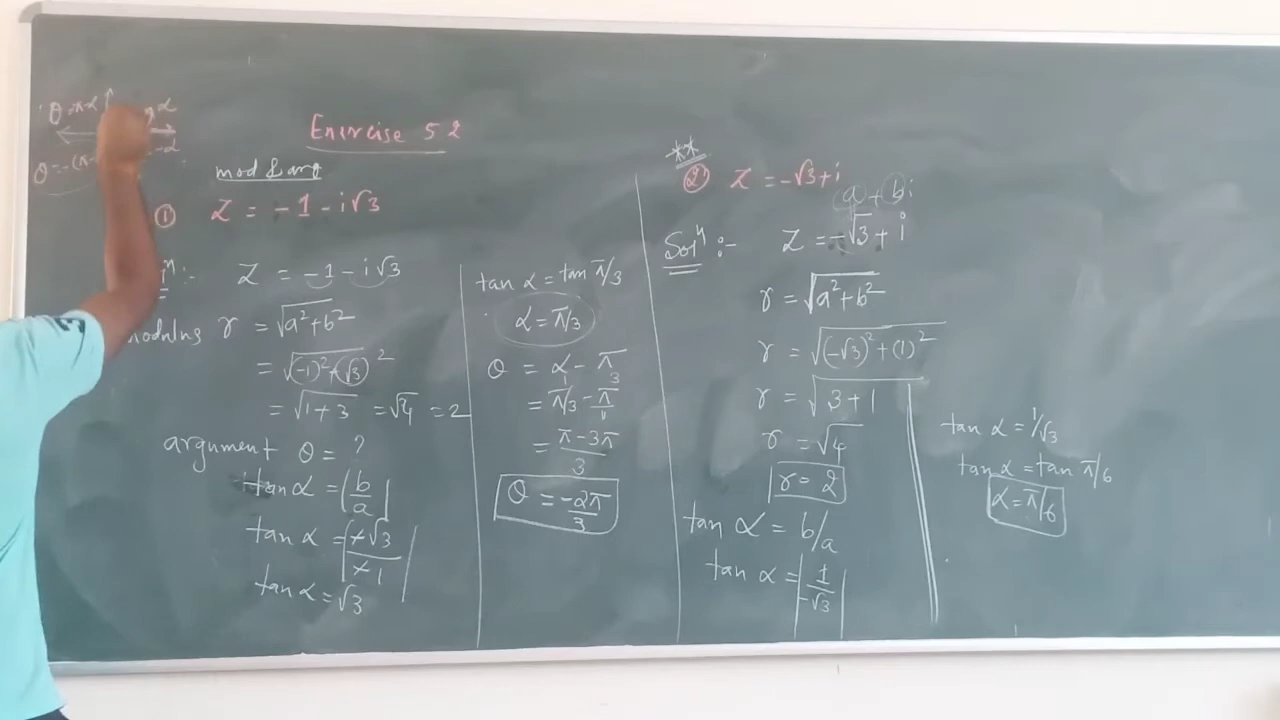 θ=π-α
α
θ=-(π-
-α
Exercise 5.2
mod & arg
① Z = -1 - i√3
Z = -1 - i√3
r = √a²+b²
= √(-1)²+(√3)²
= √1+3 = √4 = 2
argument θ = ?
tan α = |b/a|
tan α = |-√3/-1|
tan α = √3
tan α = tan π/3
α = π/3
θ = α - π
= π/3 - π/1
= π-3π/3
θ = -2π/3
**
② Z = -√3+i
a + bi
Solⁿ :- Z = -√3 + i
r = √a²+b²
r = √(-√3)²+(1)²
r = √3+1
r = √4
r = 2
tan α = b/a
tan α = |1/-√3|
tan α = 1/√3
tan α = tan π/6
α = π/6